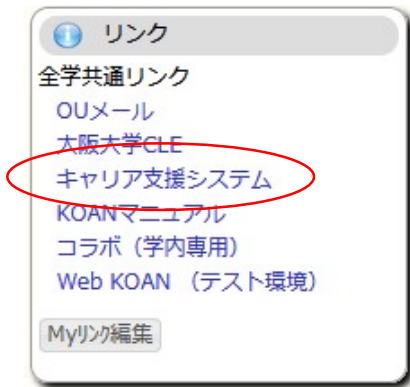 リンク
全学共通リンク
OUメール
大阪大学CLE
キャリア支援システム
KOANマニュアル
コラボ（学内専用）
Web KOAN （テスト環境）
Myリンク編集